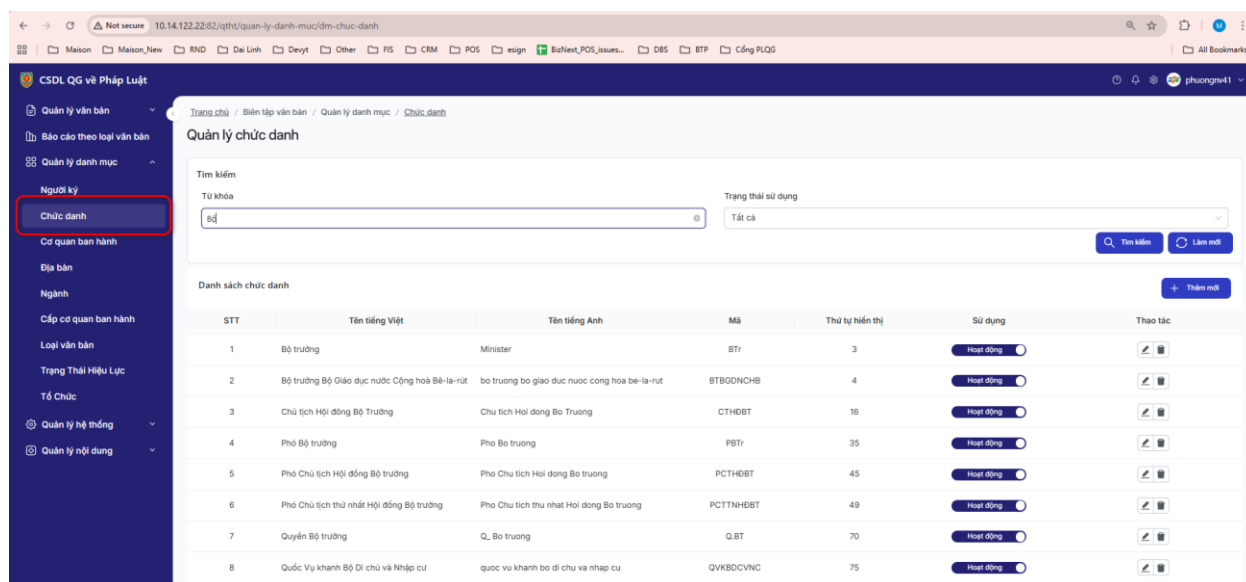 Not secure 10.14.122.22:82/qtht/quan-ly-danh-muc/dm-chuc-danh M
Maison Maison_New RND Dai Linh Devyt Other FIS CRM POS esign BizNext_POS_issues... DBS BTP Cổng PLQG All Bookmarks
CSDL QG về Pháp Luật phuongnv41
Quản lý văn bản
Báo cáo theo loại văn bản
Quản lý danh mục
Người ký
Chức danh
Cơ quan ban hành
Địa bàn
Ngành
Cấp cơ quan ban hành
Loại văn bản
Trạng Thái Hiệu Lực
Tổ Chức
Quản lý hệ thống
Quản lý nội dung
Trang chủ / Biên tập văn bản / Quản lý danh mục / Chức danh
Quản lý chức danh
Tìm kiếm
Từ khóa Trạng thái sử dụng
Bộ Tất cả
Tìm kiếm Làm mới
Danh sách chức danh Thêm mới
STT Tên tiếng Việt Tên tiếng Anh Mã Thứ tự hiển thị Sử dụng Thao tác
1 Bộ trưởng Minister BTr 3 Hoạt động
2 Bộ trưởng Bộ Giáo dục nước Cộng hoà Bê-la-rút bo truong bo giao duc nuoc cong hoa be-la-rut BTBGDNCHB 4 Hoạt động
3 Chủ tịch Hội đồng Bộ Trưởng Chu tich Hoi dong Bo Truong CTHĐBT 16 Hoạt động
4 Phó Bộ trưởng Pho Bo truong PBTr 35 Hoạt động
5 Phó Chủ tịch Hội đồng Bộ trưởng Pho Chu tich Hoi dong Bo truong PCTHĐBT 45 Hoạt động
6 Phó Chủ tịch thứ nhất Hội đồng Bộ trưởng Pho Chu tich thu nhat Hoi dong Bo truong PCTTNHĐBT 49 Hoạt động
7 Quyền Bộ trưởng Q_ Bo truong Q.BT 70 Hoạt động
8 Quốc Vụ khanh Bộ Di chú và Nhập cư quoc vu khanh bo di chu va nhap cu QVKBDCVNC 75 Hoạt động